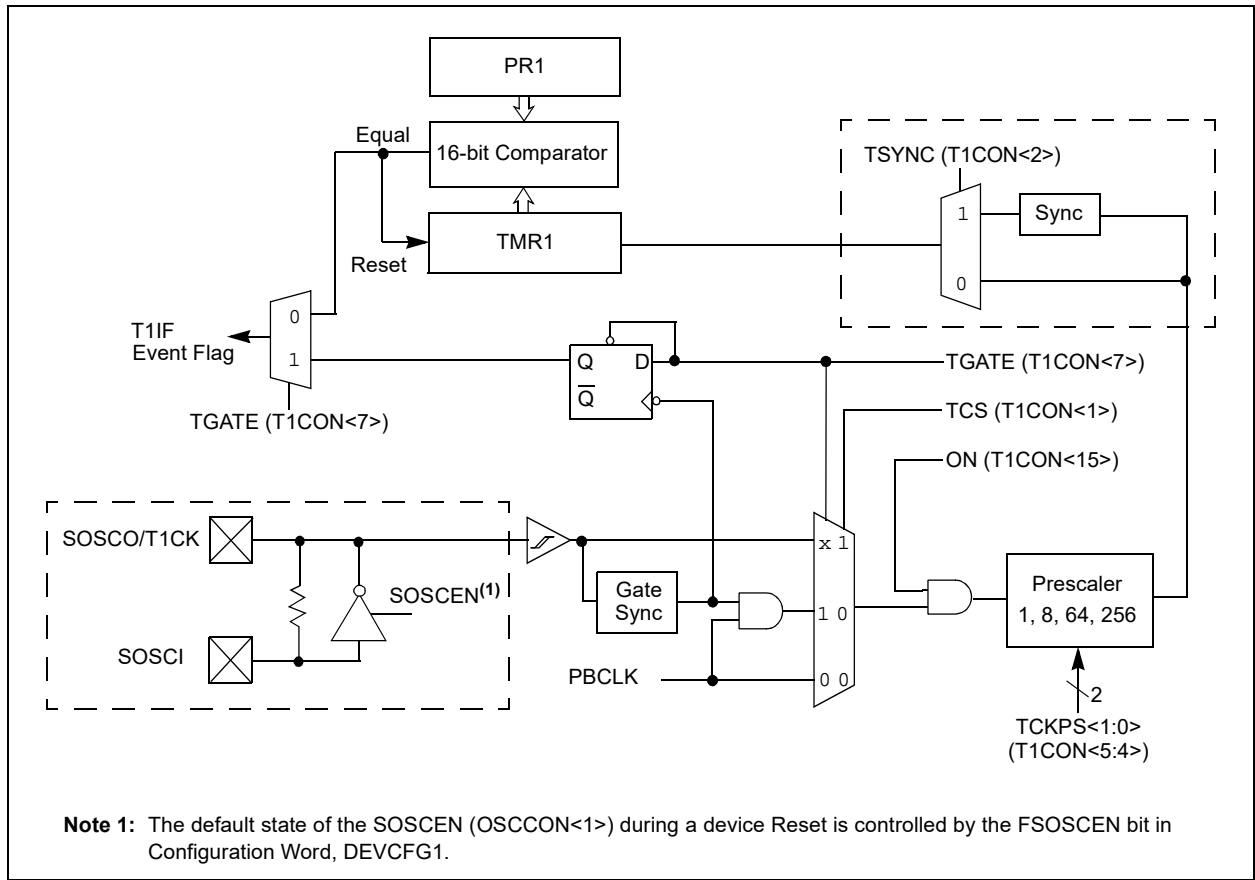 PR1
Equal
16-bit Comparator
TSYNC (T1CON<2>)
1
Sync
TMR1
Reset
0
0
T1IF
Event Flag
1
Q
D
Q
TGATE (T1CON<7>)
TGATE (T1CON<7>)
TCS (T1CON<1>)
ON (T1CON<15>)
SOSCO/T1CK
x 1
SOSCEN(1)
Gate
Sync
Prescaler
1, 8, 64, 256
1 0
SOSCI
PBCLK
0 0
2
TCKPS<1:0>
(T1CON<5:4>)
Note 1: The default state of the SOSCEN (OSCCON<1>) during a device Reset is controlled by the FSOSCEN bit in
Configuration Word, DEVCFG1.